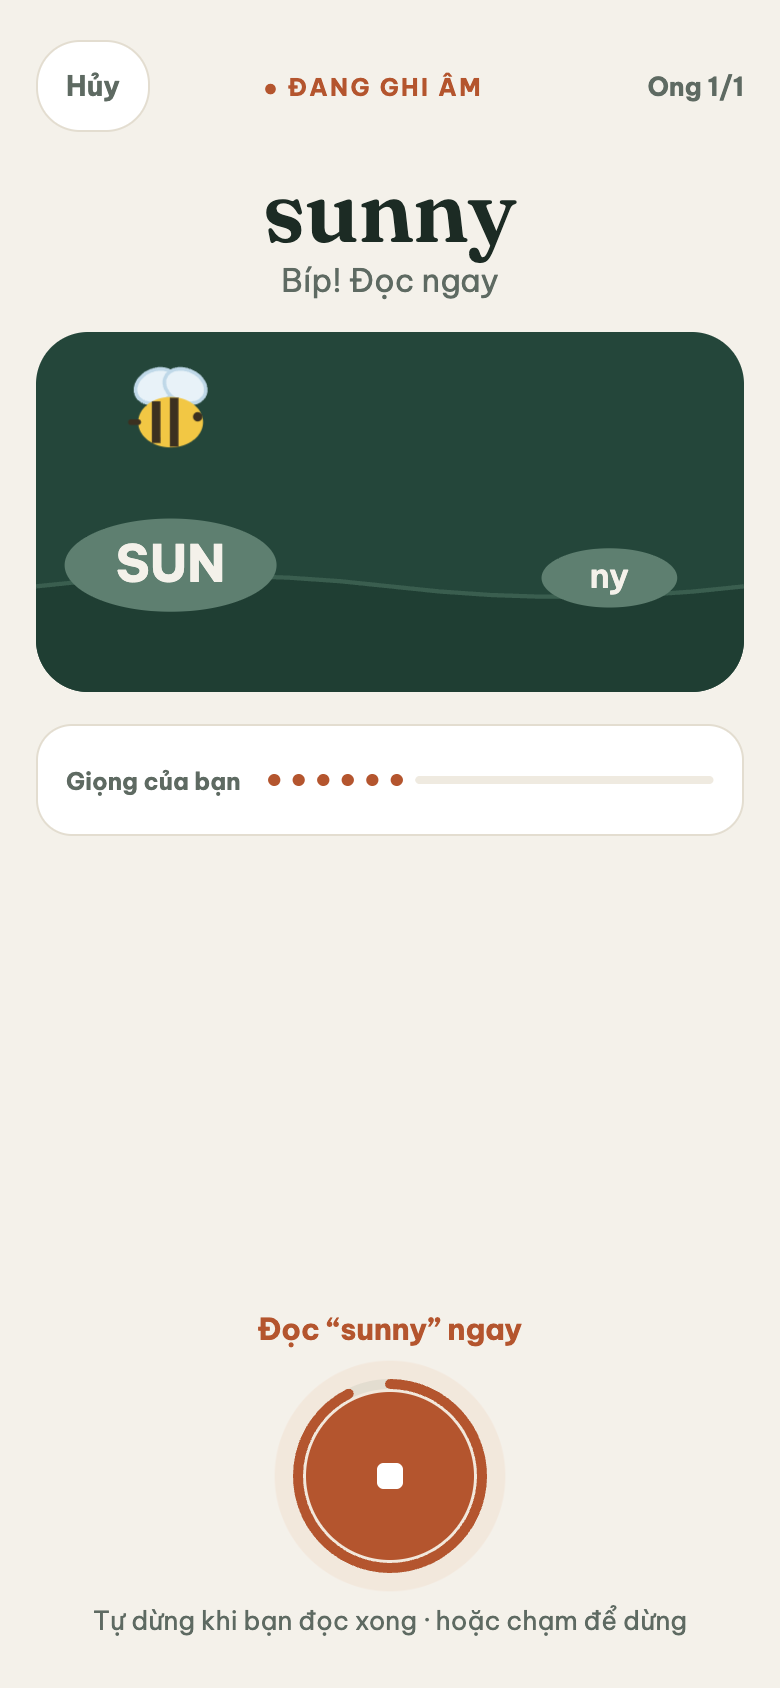 Hủy
• ĐANG GHI ÂM
Ong 1/1
sunny
Bíp! Đọc ngay
SUN
ny
Giọng của bạn
Đọc “sunny” ngay
Tự dừng khi bạn đọc xong · hoặc chạm để dừng